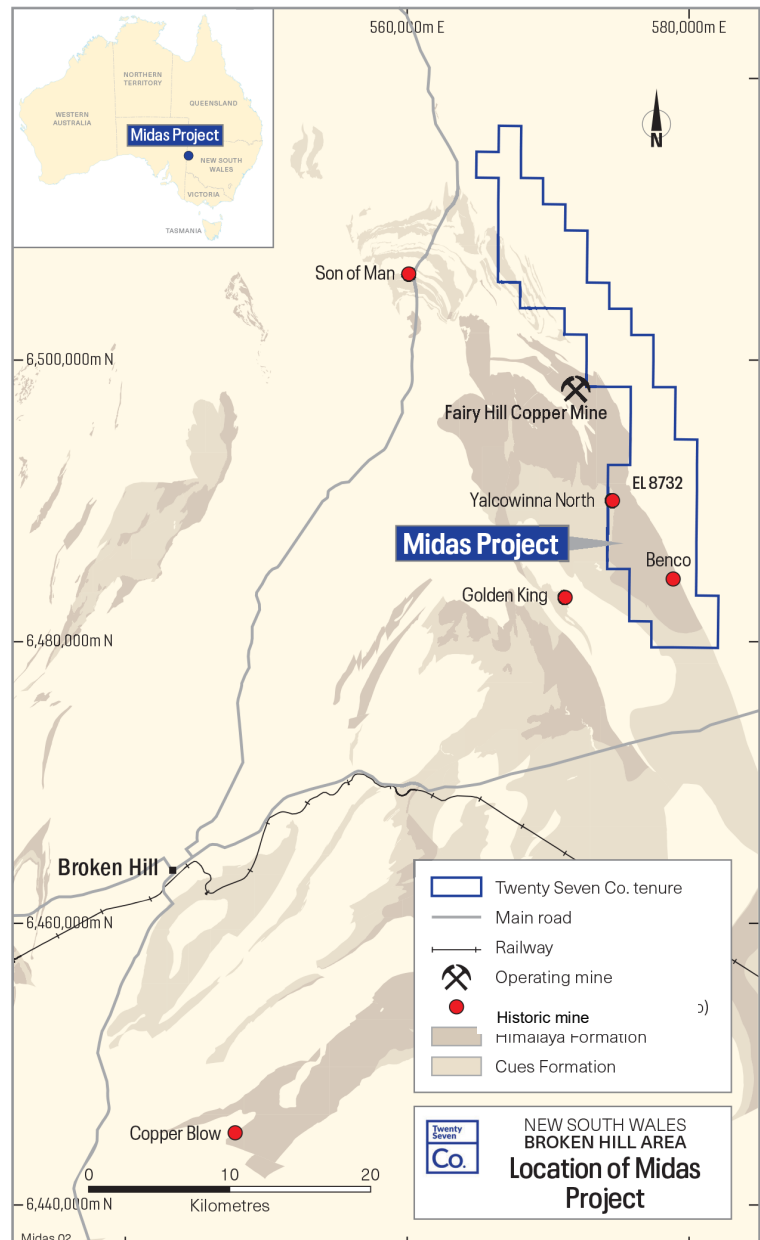 560,000m E
580,000m E
NORTHERN
TERRITORY
QUEENSLAND
WESTERN
AUSTRALIA
Midas Project
NEW SOUTH
WALES
VICTORIA
TASMANIA
N
Son of Man
6,500,000m N
Fairy Hill Copper Mine
EL 8732
Yalcowinna North
Midas Project
Benco
Golden King
6,480,000m N
Broken Hill
6,460,000m N
Twenty Seven Co. tenure
Main road
Railway
Operating mine
Historic mine
Himalaya Formation
Cues Formation
Copper Blow
0 10 20
Kilometres
6,440,000m N
Twenty
Seven
Co.
NEW SOUTH WALES
BROKEN HILL AREA
Location of Midas
Project
Midas 02